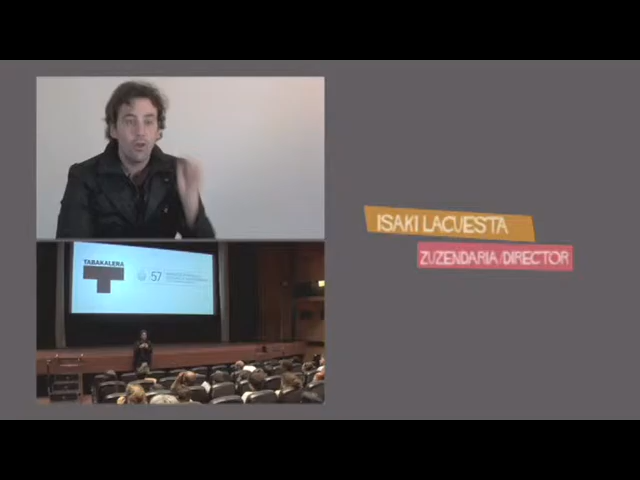 TABAKALERA
57
ISAKI LACUESTA
ZUZENDARIA/DIRECTOR